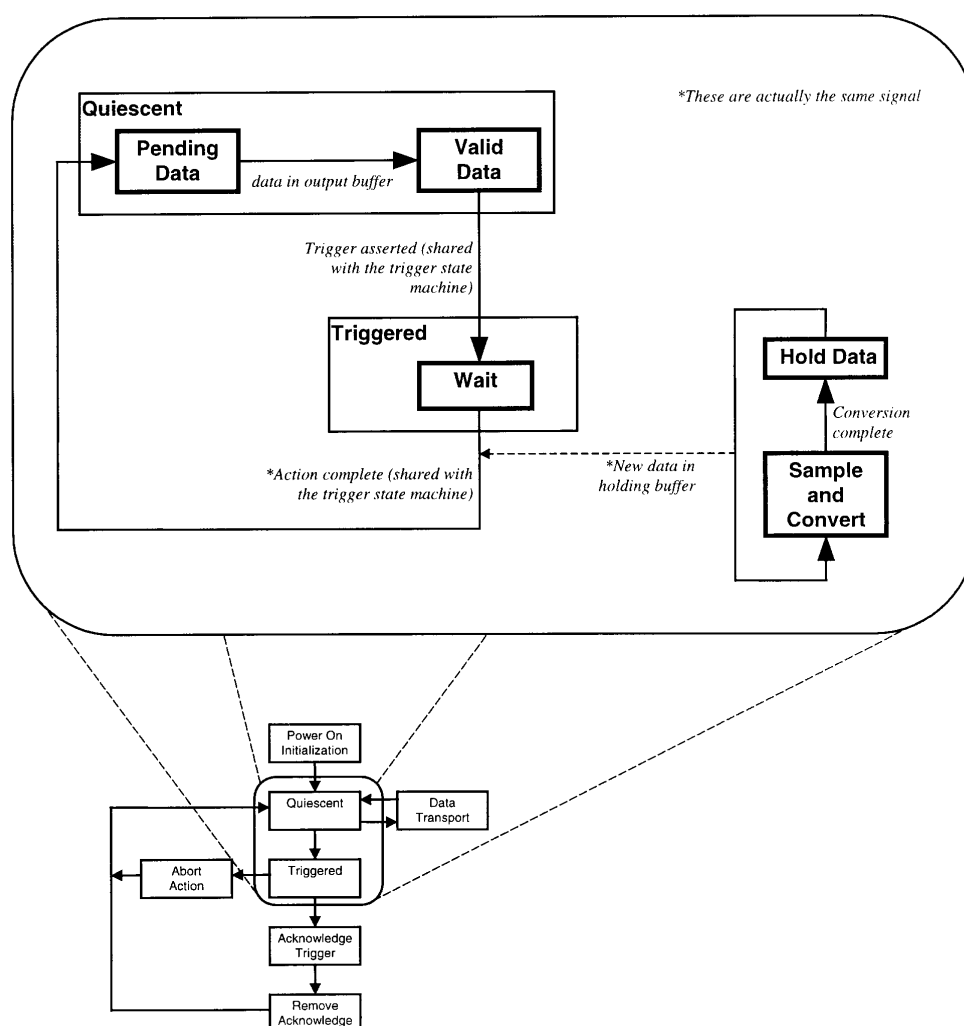 *These are actually the same signal
Quiescent
Pending
Data
data in output buffer
Valid
Data
Trigger asserted (shared
with the trigger state
machine)
Triggered
Wait
*Action complete (shared with
the trigger state machine)
*New data in
holding buffer
Hold Data
Conversion
complete
Sample
and
Convert
Power On
Initialization
Quiescent
Data
Transport
Triggered
Abort
Action
Acknowledge
Trigger
Remove
Acknowledge